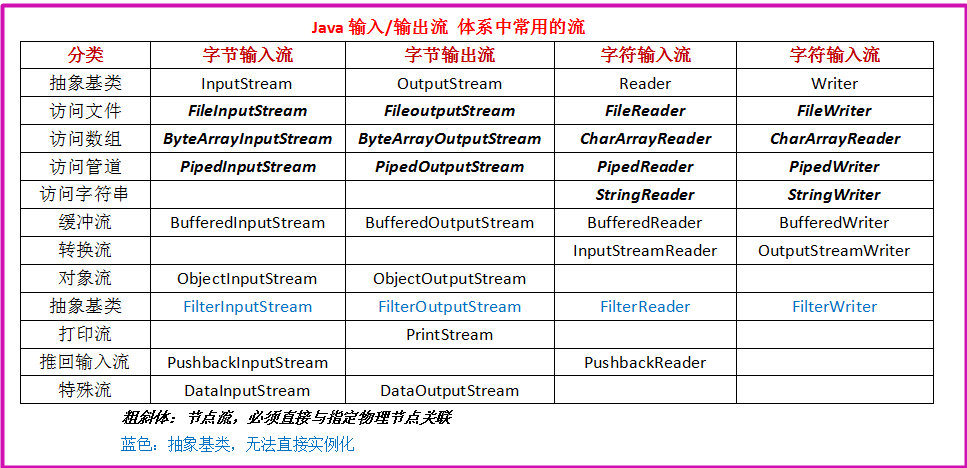 Java 输入/输出流 体系中常用的流
分类 字节输入流 字节输出流 字符输入流 字符输入流
抽象基类 InputStream OutputStream Reader Writer
访问文件 FileInputStream FileoutputStream FileReader FileWriter
访问数组 ByteArrayInputStream ByteArrayOutputStream CharArrayReader CharArrayReader
访问管道 PipedInputStream PipedOutputStream PipedReader PipedWriter
访问字符串 StringReader StringWriter
缓冲流 BufferedInputStream BufferedOutputStream BufferedReader BufferedWriter
转换流 InputStreamReader OutputStreamWriter
对象流 ObjectInputStream ObjectOutputStream
抽象基类 FilterInputStream FilterOutputStream FilterReader FilterWriter
打印流 PrintStream
推回输入流 PushbackInputStream PushbackReader
特殊流 DataInputStream DataOutputStream
粗斜体：节点流，必须直接与指定物理节点关联
蓝色：抽象基类，无法直接实例化